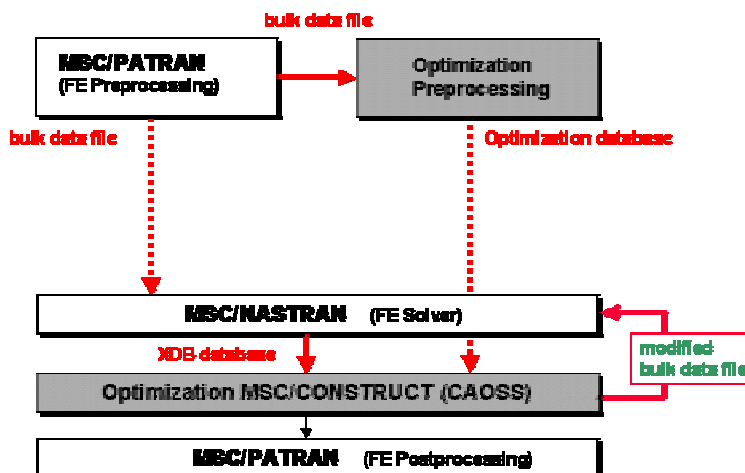 bulk data file
MSC/PATRAN
(FE Preprocessing)
Optimization
Preprocessing
bulk data file
Optimization database
MSC/NASTRAN (FE Solver)
XDB-database
modified
bulk data file
Optimization MSC/CONSTRUCT (CAOSS)
MSC/PATRAN (FE Postprocessing)